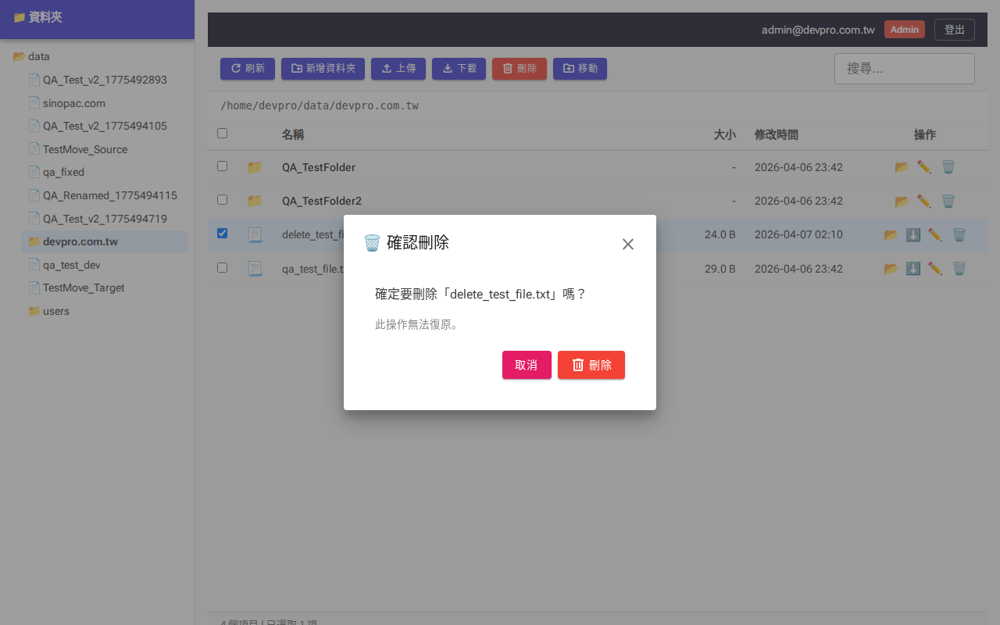 資料夾
data
QA_Test_v2_1775492893
sinopac.com
QA_Test_v2_1775494105
TestMove_Source
qa_fixed
QA_Renamed_1775494115
QA_Test_v2_1775494719
devpro.com.tw
qa_test_dev
TestMove_Target
users
admin@devpro.com.tw Admin 登出
刷新 新增資料夾 上傳 下載 刪除 移動 搜尋...
/home/devpro/data/devpro.com.tw
名稱 大小 修改時間 操作
QA_TestFolder - 2026-04-06 23:42
QA_TestFolder2 - 2026-04-06 23:42
delete_test_fi 24.0 B 2026-04-07 02:10
qa_test_file.t 29.0 B 2026-04-06 23:42
確認刪除
確定要刪除「delete_test_file.txt」嗎？
此操作無法復原。
取消 刪除
4 個項目 | 已選取 1 項